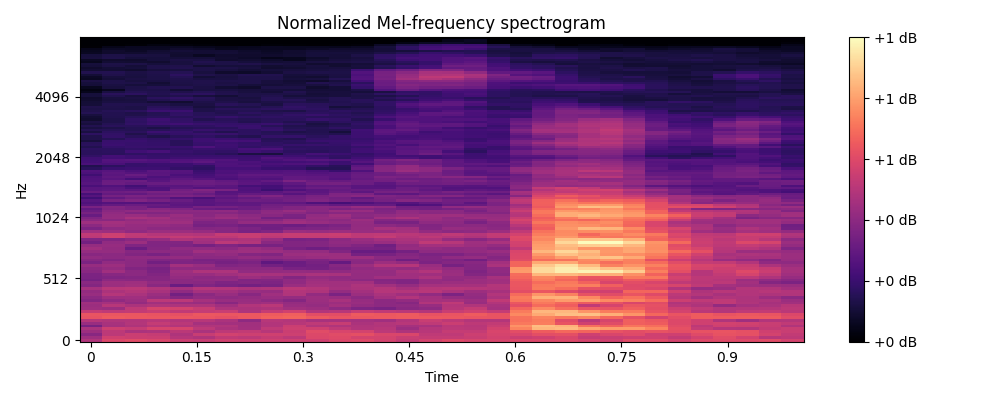 Normalized Mel-frequency spectrogram
+1 dB
4096
+1 dB
2048
+1 dB
Hz
1024
+0 dB
512
+0 dB
0
+0 dB
0 0.15 0.3 0.45 0.6 0.75 0.9
Time